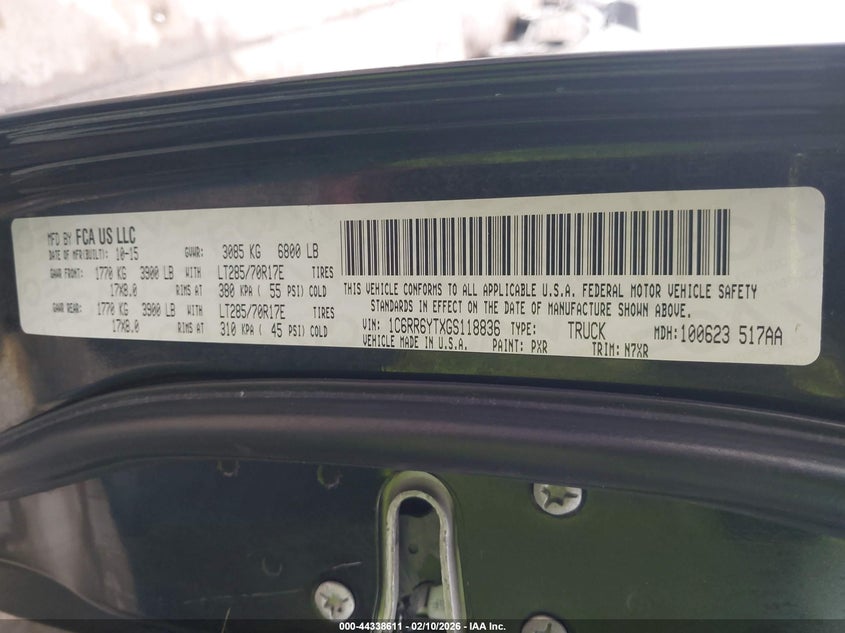 MFD BY FCA US LLC
DATE OF MFR(BUILT): 10-15 GVWR: 3085 KG 6800 LB
GAWR FRONT: 1770 KG 3900 LB WITH LT285/70R17E TIRES
17X8.0 RIMS AT 380 KPA ( 55 PSI) COLD
GAWR REAR: 1770 KG 3900 LB WITH LT285/70R17E TIRES
17X8.0 RIMS AT 310 KPA ( 45 PSI) COLD
THIS VEHICLE CONFORMS TO ALL APPLICABLE U.S.A. FEDERAL MOTOR VEHICLE SAFETY
STANDARDS IN EFFECT ON THE DATE OF MANUFACTURE SHOWN ABOVE.
VIN: 1C6RR6YTXGS118836 TYPE: TRUCK MDH: 100623 517AA
VEHICLE MADE IN U.S.A. PAINT: PXR TRIM: N7XR
000-44338611 - 02/10/2026 - IAA Inc.